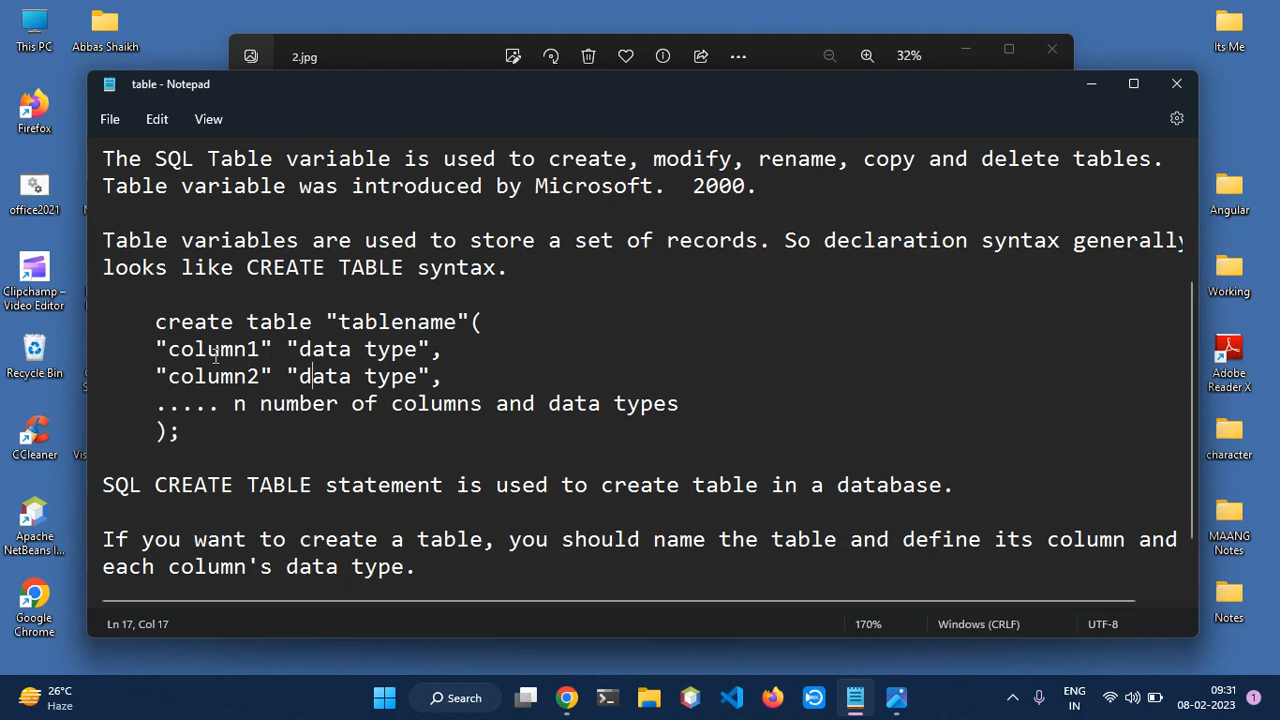 This PC
Abbas Shaikh
Its Me
2.jpg
32%
table - Notepad
File
Edit
View
Firefox
The SQL Table variable is used to create, modify, rename, copy and delete tables.
Table variable was introduced by Microsoft.  2000.
office2021
Angular
Table variables are used to store a set of records. So declaration syntax generally
looks like CREATE TABLE syntax.
Clipchamp –
Video Editor
Working
create table "tablename"(
"column1" "data type",
"column2" "data type",
..... n number of columns and data types
);
Recycle Bin
Adobe
Reader X
CCleaner
character
SQL CREATE TABLE statement is used to create table in a database.
If you want to create a table, you should name the table and define its column and
each column's data type.
Apache
NetBeans I...
MAANG
Notes
Google
Chrome
Notes
Ln 17, Col 17
170%
Windows (CRLF)
UTF-8
26°C
Haze
Search
ENG
IN
09:31
08-02-2023
1